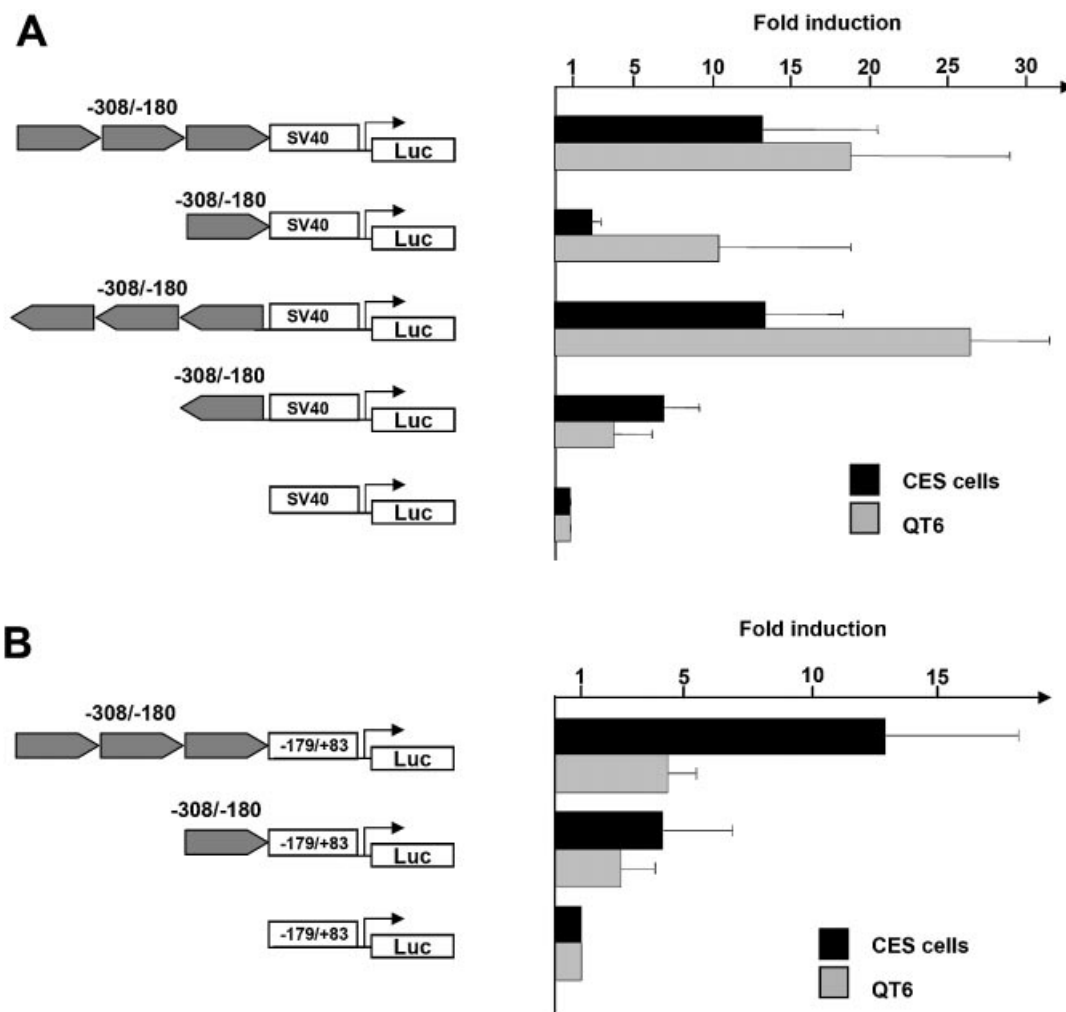 A
Fold induction
1 5 10 15 20 25 30
-308/-180
SV40
Luc
-308/-180
SV40
Luc
-308/-180
SV40
Luc
-308/-180
SV40
Luc
SV40
Luc
CES cells
QT6
B
Fold induction
1 5 10 15
-308/-180
-179/+83
Luc
-308/-180
-179/+83
Luc
-179/+83
Luc
CES cells
QT6